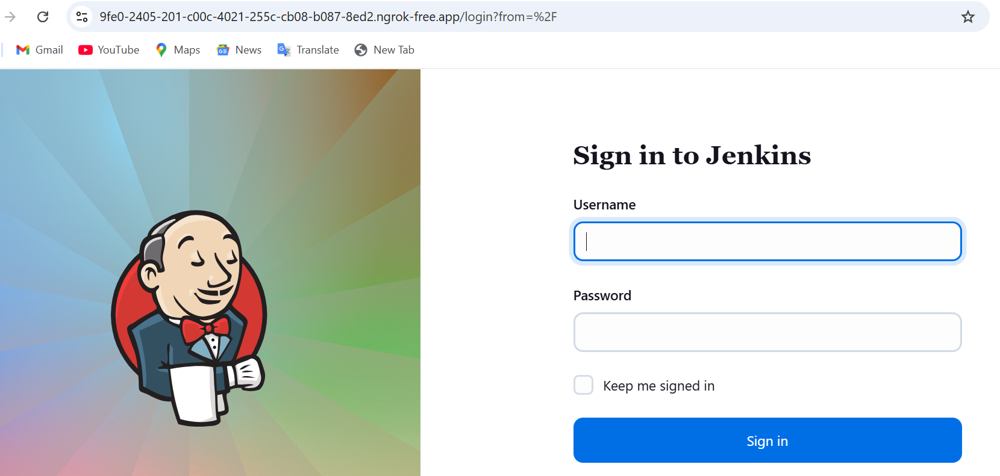 9fe0-2405-201-c00c-4021-255c-cb08-b087-8ed2.ngrok-free.app/login?from=%2F
Gmail YouTube Maps News Translate New Tab
Sign in to Jenkins
Username
Password
Keep me signed in
Sign in